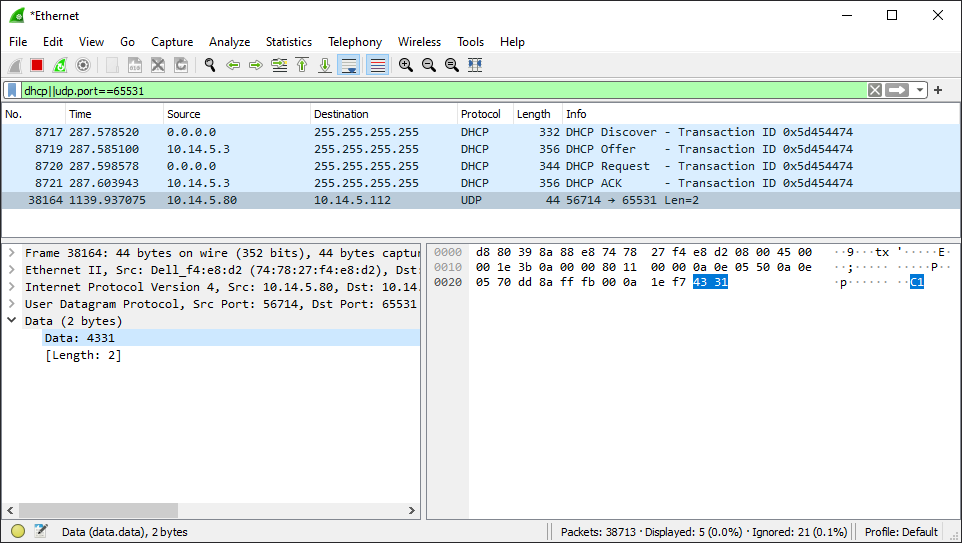 *Ethernet
File Edit View Go Capture Analyze Statistics Telephony Wireless Tools Help
dhcp||udp.port==65531
No. Time Source Destination Protocol Length Info
8717 287.578520 0.0.0.0 255.255.255.255 DHCP 332 DHCP Discover - Transaction ID 0x5d454474
8719 287.585100 10.14.5.3 255.255.255.255 DHCP 356 DHCP Offer - Transaction ID 0x5d454474
8720 287.598578 0.0.0.0 255.255.255.255 DHCP 344 DHCP Request - Transaction ID 0x5d454474
8721 287.603943 10.14.5.3 255.255.255.255 DHCP 356 DHCP ACK - Transaction ID 0x5d454474
38164 1139.937075 10.14.5.80 10.14.5.112 UDP 44 56714 → 65531 Len=2
Frame 38164: 44 bytes on wire (352 bits), 44 bytes captur
Ethernet II, Src: Dell_f4:e8:d2 (74:78:27:f4:e8:d2), Dst:
Internet Protocol Version 4, Src: 10.14.5.80, Dst: 10.14.
User Datagram Protocol, Src Port: 56714, Dst Port: 65531
Data (2 bytes)
Data: 4331
[Length: 2]
0000 d8 80 39 8a 88 e8 74 78 27 f4 e8 d2 08 00 45 00 ··9···tx '·····E·
0010 00 1e 3b 0a 00 00 80 11 00 00 0a 0e 05 50 0a 0e ··;····· ·····P··
0020 05 70 dd 8a ff fb 00 0a 1e f7 43 31 ·p······ ··C1
Data (data.data), 2 bytes
Packets: 38713 · Displayed: 5 (0.0%) · Ignored: 21 (0.1%)
Profile: Default